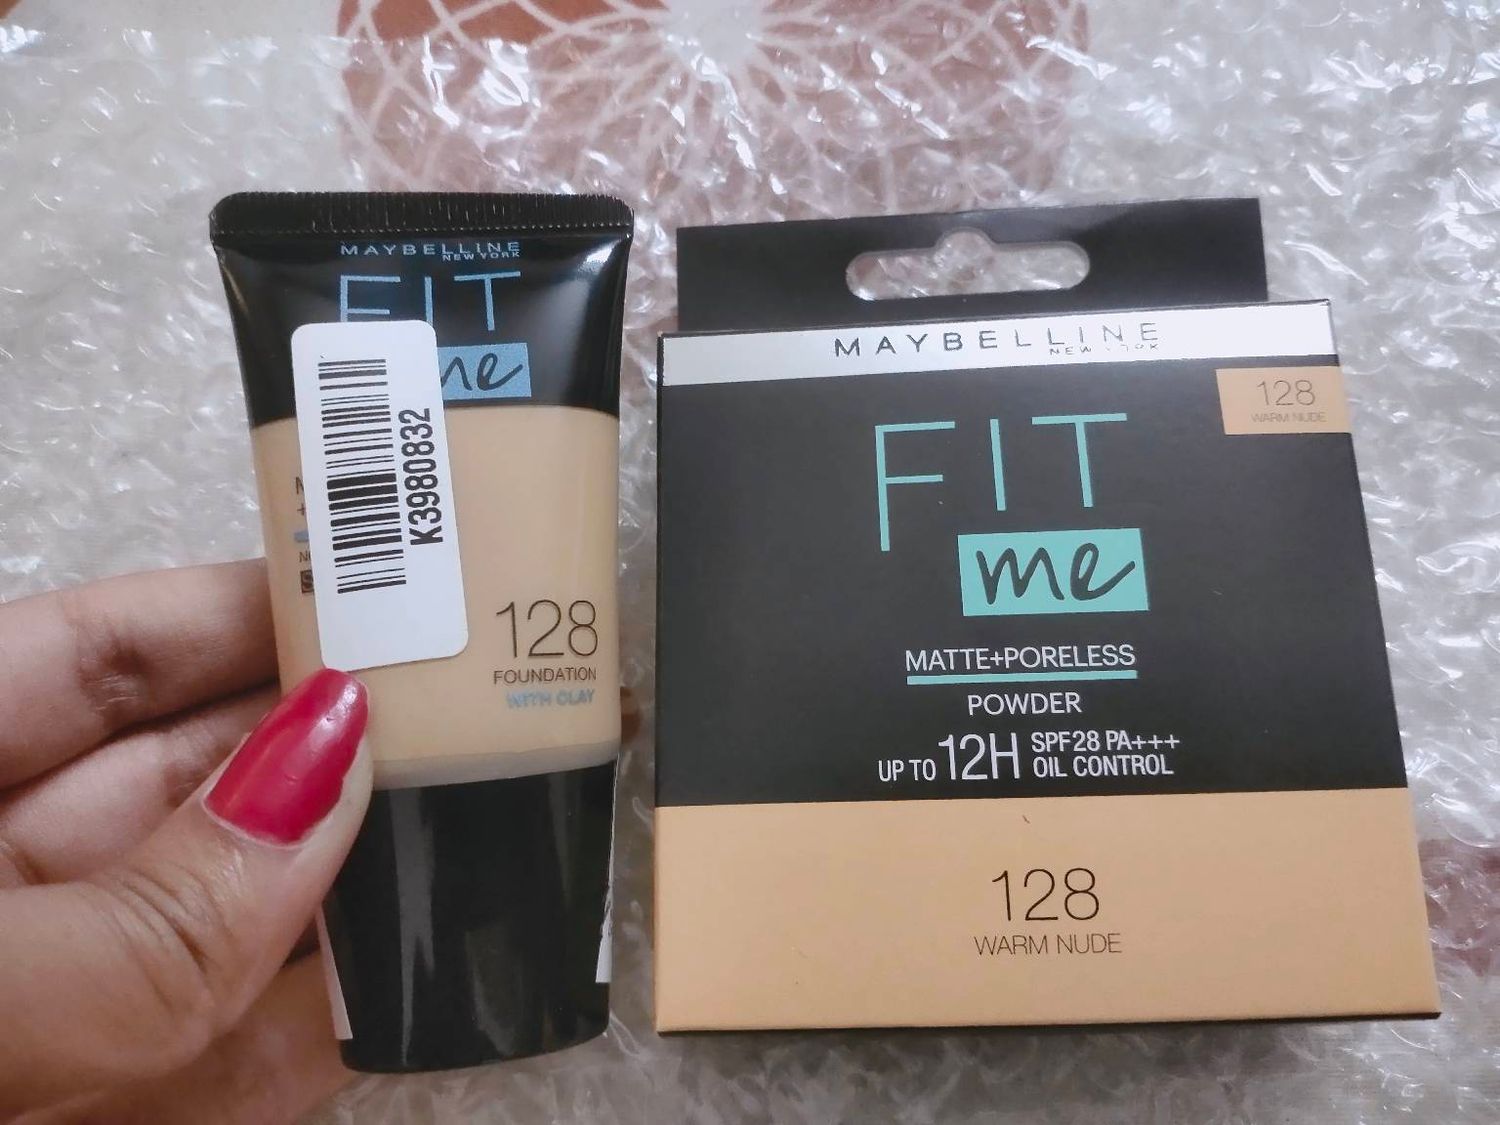 MAYBELLINE
NEW YORK
FIT
me
K3980832
128
FOUNDATION
WITH CLAY
MAYBELLINE
NEW YORK
128
WARM NUDE
FIT
me
MATTE+PORELESS
POWDER
UP TO 12H SPF28 PA+++
OIL CONTROL
128
WARM NUDE